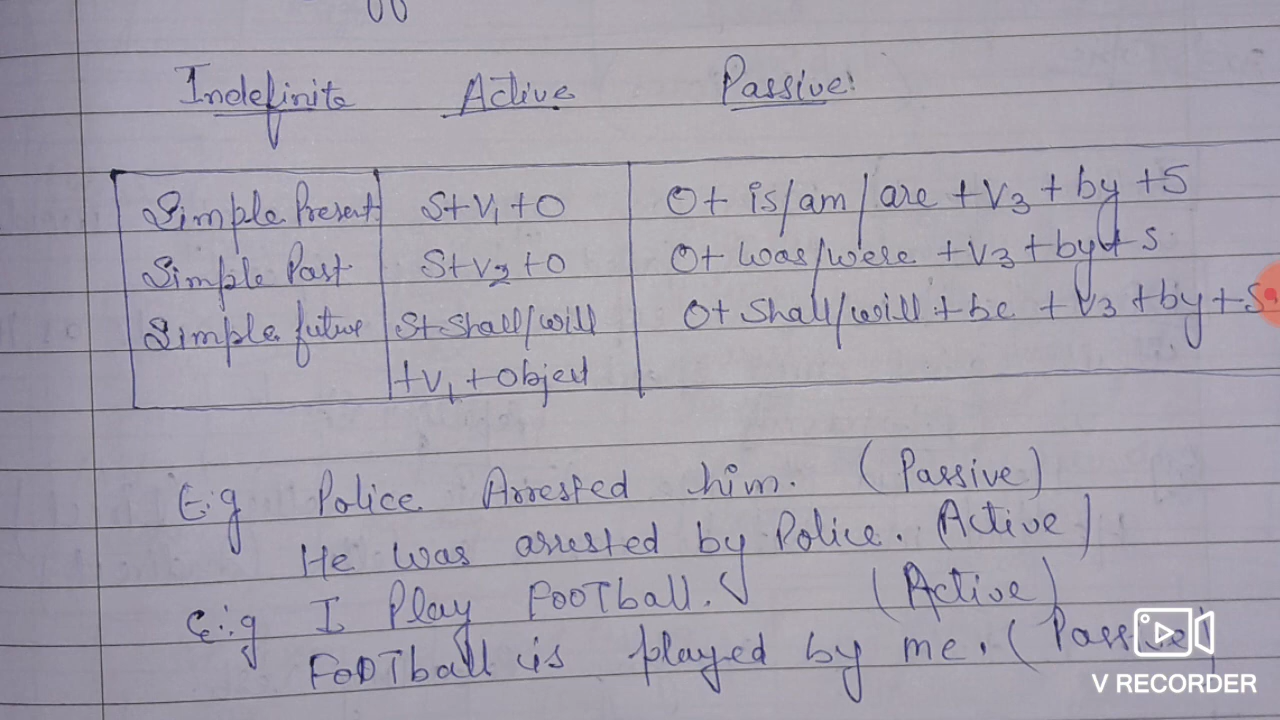 Indefinite Active Passive:
Simple Present S+V1+O O+ is/am/are +V3 + by +S
Simple Past S+V2+O O+ was/were +V3 + by + S
Simple future S+shall/will O+ Shall/will + be + V3 + by + S
+V1 + Object
E.g Police Arrested him. (Passive)
He was arrested by Police. (Active)
E.g I Play FOOTball. (Active)
FOOTball is played by me. (Passive)
V RECORDER